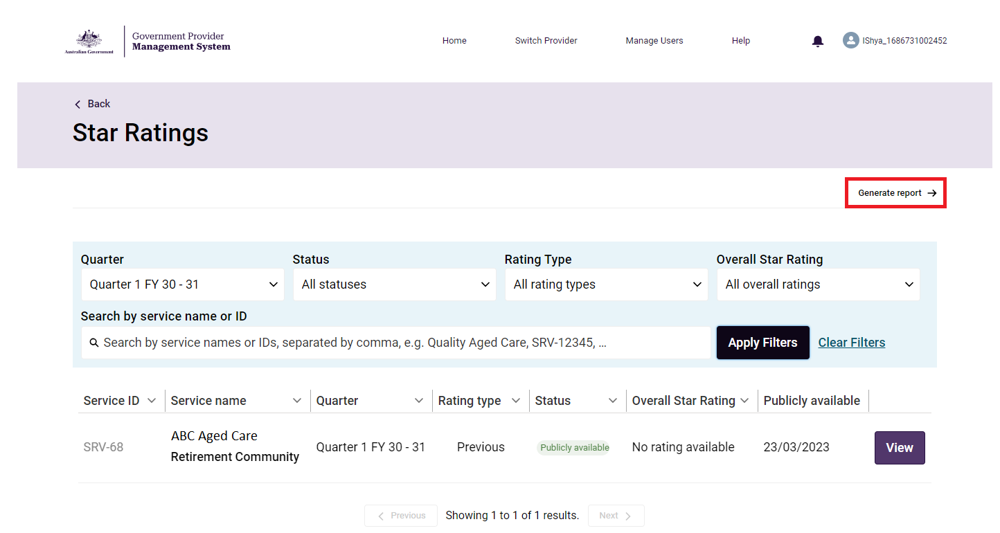 Australian Government
Government Provider
Management System
Home Switch Provider Manage Users Help IShya_1686731002452
Back
Star Ratings
Generate report
Quarter Status Rating Type Overall Star Rating
Quarter 1 FY 30 - 31 All statuses All rating types All overall ratings
Search by service name or ID
Search by service names or IDs, separated by comma, e.g. Quality Aged Care, SRV-12345, ... Apply Filters Clear Filters
Service ID Service name Quarter Rating type Status Overall Star Rating Publicly available
ABC Aged Care
SRV-68 Quarter 1 FY 30 - 31 Previous Publicly available No rating available 23/03/2023 View
Retirement Community
Previous Showing 1 to 1 of 1 results. Next